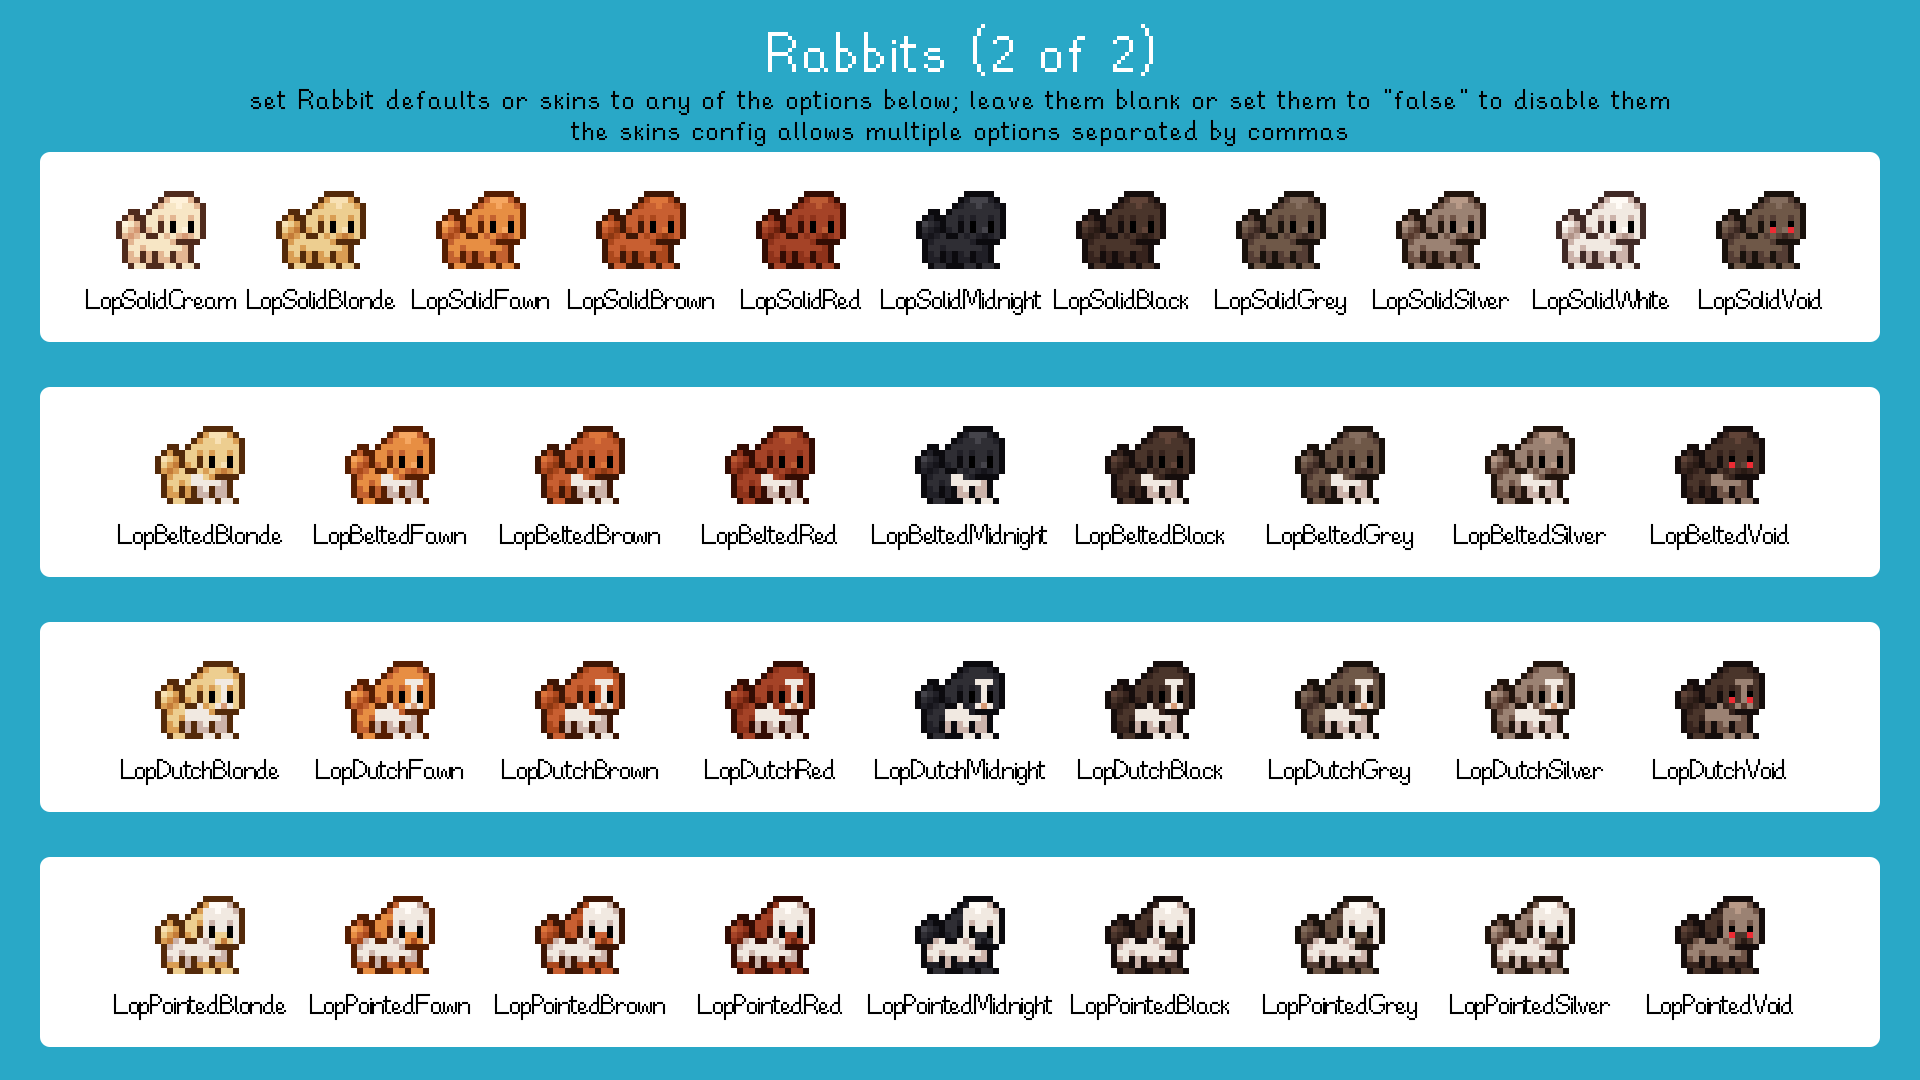 Rabbits (2 of 2)
set Rabbit defaults or skins to any of the options below; leave them blank or set them to "false" to disable them
the skins config allows multiple options separated by commas
LopSolidCream LopSolidBlonde LopSolidFawn LopSolidBrown LopSolidRed LopSolidMidnight LopSolidBlack LopSolidGrey LopSolidSilver LopSolidWhite LopSolidVoid
LopBeltedBlonde LopBeltedFawn LopBeltedBrown LopBeltedRed LopBeltedMidnight LopBeltedBlack LopBeltedGrey LopBeltedSilver LopBeltedVoid
LopDutchBlonde LopDutchFawn LopDutchBrown LopDutchRed LopDutchMidnight LopDutchBlack LopDutchGrey LopDutchSilver LopDutchVoid
LopPointedBlonde LopPointedFawn LopPointedBrown LopPointedRed LopPointedMidnight LopPointedBlack LopPointedGrey LopPointedSilver LopPointedVoid